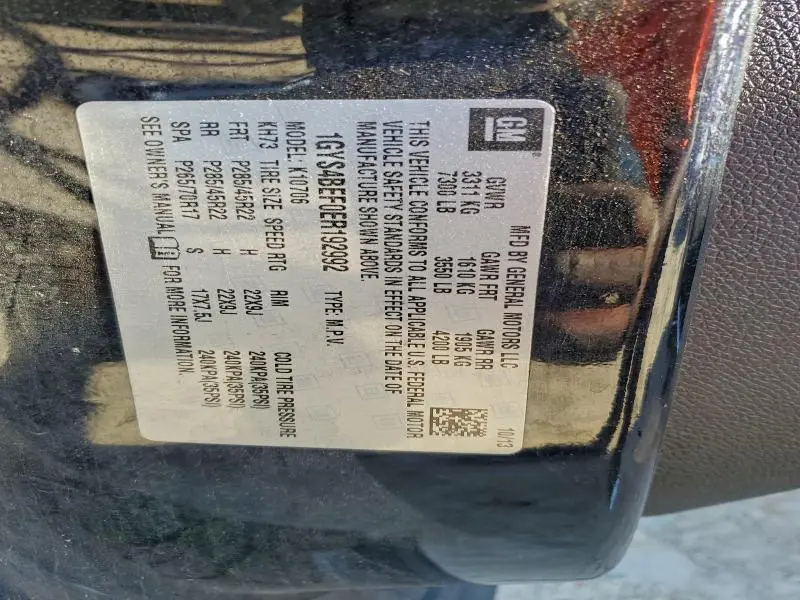 GM
MFD BY GENERAL MOTORS LLC 10/13
GVWR GAWR FRT GAWR RR
3311 KG 1610 KG 1905 KG
7300 LB 3550 LB 4200 LB
THIS VEHICLE CONFORMS TO ALL APPLICABLE U.S. FEDERAL MOTOR
VEHICLE SAFETY STANDARDS IN EFFECT ON THE DATE OF
MANUFACTURE SHOWN ABOVE.
1GYS4BEF0ER192992 TYPE: M.P.V.
MODEL: K10706
KH73 TIRE SIZE SPEED RTG RIM COLD TIRE PRESSURE
FRT P285/45R22 H 22X9J 240KPA(35PSI)
RR P285/45R22 H 22X9J 240KPA(35PSI)
SPA P265/70R17 S 17X7.5J 240KPA(35PSI)
SEE OWNER'S MANUAL FOR MORE INFORMATION.